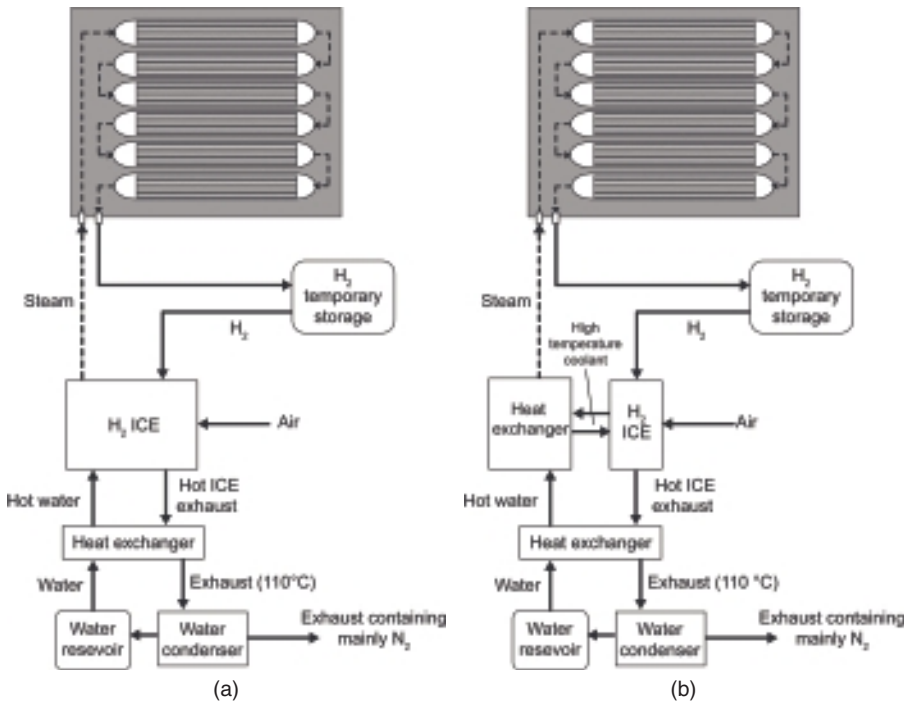 H₂
temporary
storage
Steam
H₂
H₂ ICE
Air
Hot water
Hot ICE
exhaust
Heat exchanger
Water
Exhaust (110°C)
Water
resevoir
Water
condenser
Exhaust containing
mainly N₂
(a)
H₂
temporary
storage
Steam
High
temperature
coolant
H₂
Heat
exchanger
H₂
ICE
Air
Hot water
Hot ICE
exhaust
Heat exchanger
Water
Exhaust (110 °C)
Water
resevoir
Water
condenser
Exhaust containing
mainly N₂
(b)